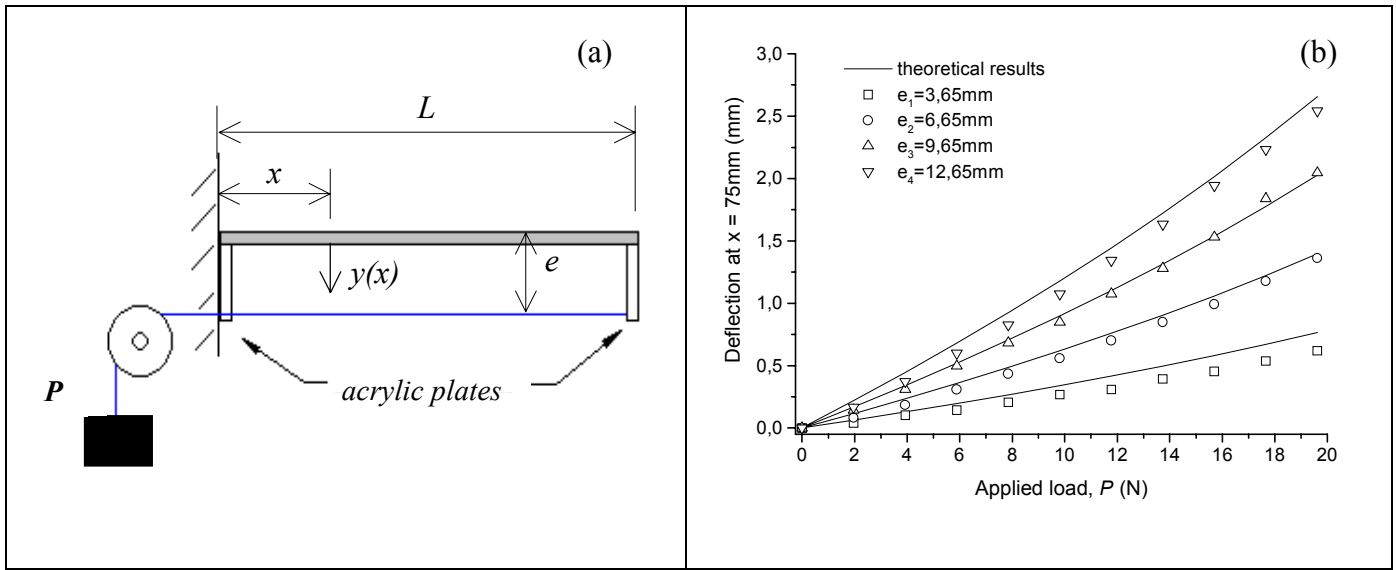 (a)
L
x
e
y(x)
P
acrylic plates
(b)
3,0
2,5
2,0
1,5
1,0
0,5
0,0
Deflection at x = 75mm (mm)
theoretical results
e₁=3,65mm
e₂=6,65mm
e₃=9,65mm
e₄=12,65mm
0 2 4 6 8 10 12 14 16 18 20
Applied load, P (N)